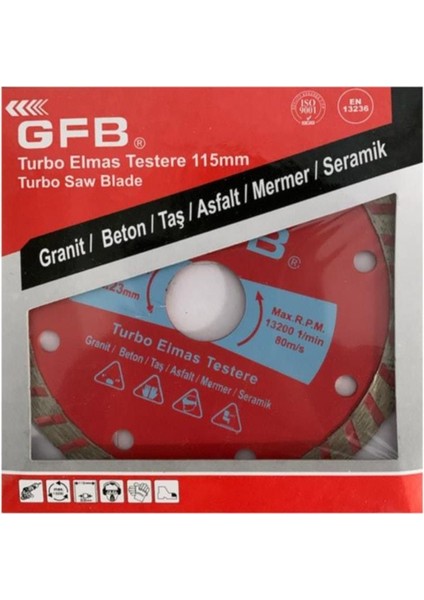 GFB®
Turbo Elmas Testere 115mm
Turbo Saw Blade
ISO
9001
EN
13236
Granit / Beton / Taş / Asfalt / Mermer / Seramik
GFB®
Max.R.P.M.
13200 1/min
80m/s
Turbo Elmas Testere
Granit / Beton / Taş / Asfalt / Mermer / Seramik